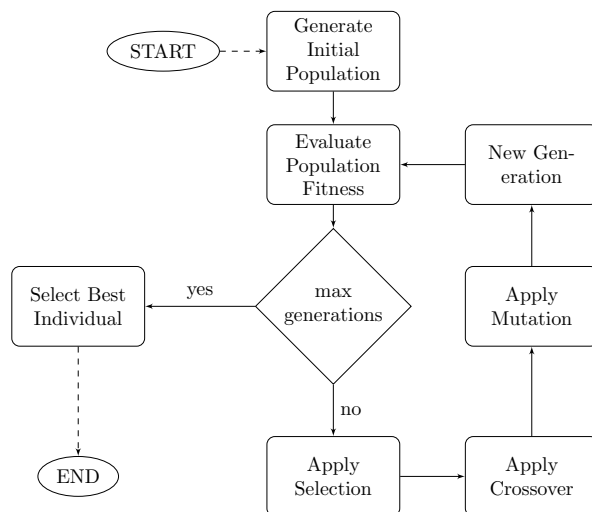 START
Generate
Initial
Population
Evaluate
Population
Fitness
New Gen-
eration
Select Best
Individual
yes
max
generations
Apply
Mutation
no
END
Apply
Selection
Apply
Crossover